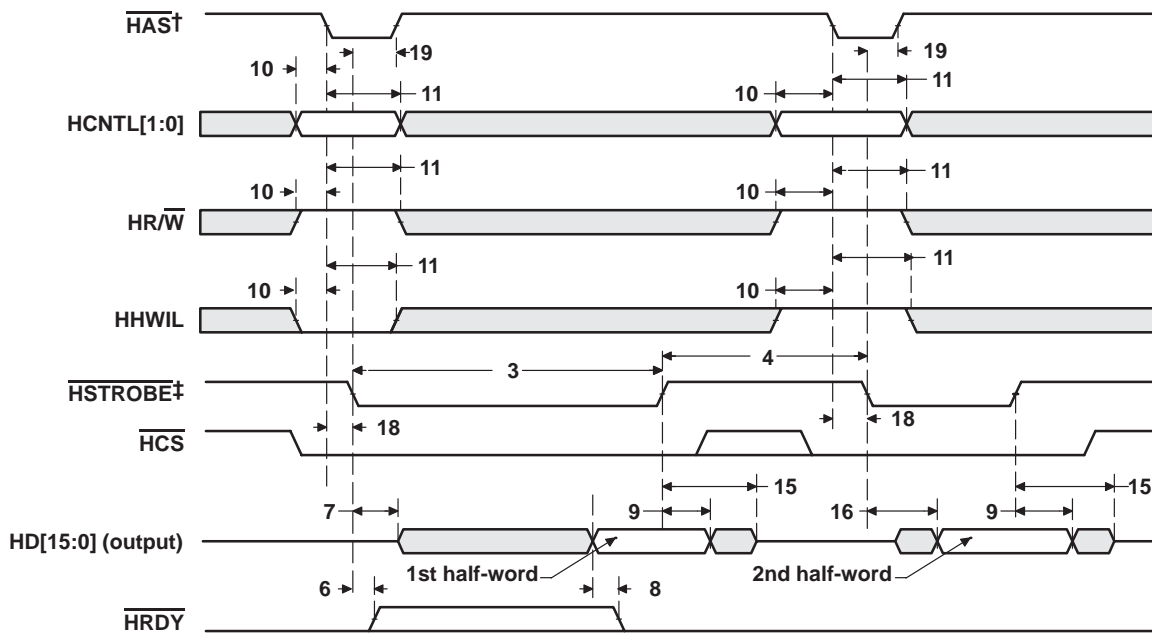 HAS†
19
19
10
11
10
11
HCNTL[1:0]
11
11
10
10
HR/W
11
11
10
10
HHWIL
3
4
HSTROBE‡
18
18
HCS
15
15
7
9
16
9
HD[15:0] (output)
1st half-word
2nd half-word
6
8
HRDY